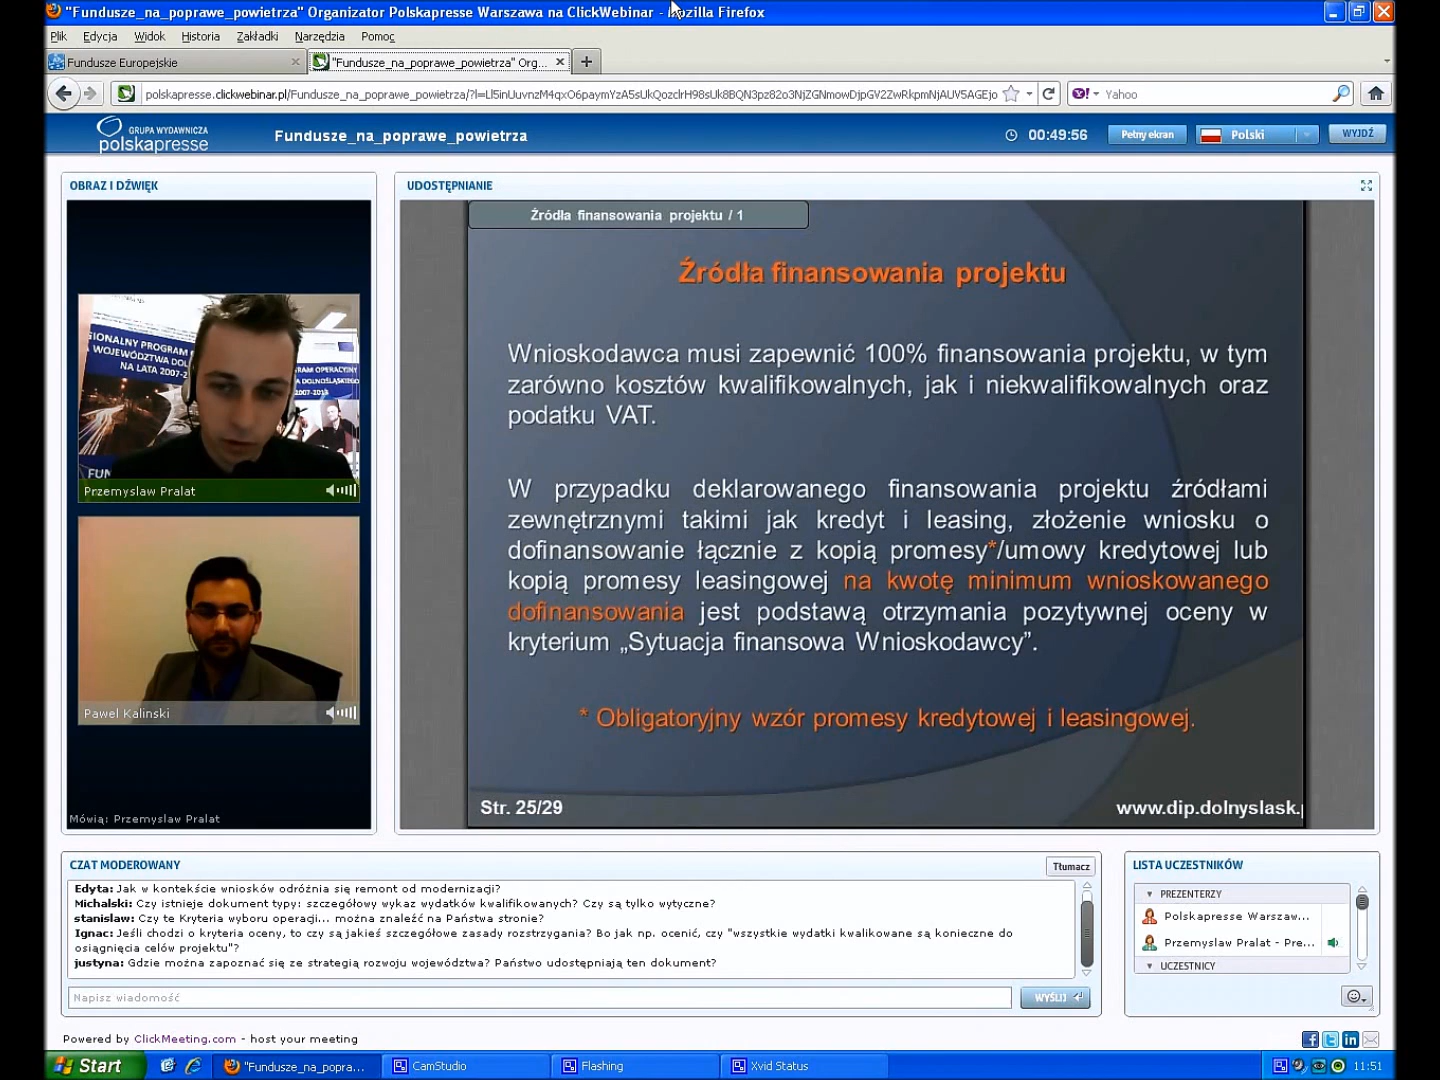 "Fundusze_na_poprawe_powietrza" Organizator Polskapresse Warszawa na ClickWebinar - Mozilla Firefox
Plik Edycja Widok Historia Zakładki Narzędzia Pomoc
Fundusze Europejskie
"Fundusze_na_poprawe_powietrza" Org...
Yahoo
GRUPA WYDAWNICZA
polskapresse
Fundusze_na_poprawe_powietrza
00:49:56
Pełny ekran
Polski
WYJDŹ
OBRAZ I DŹWIĘK
Przemyslaw Pralat
Pawel Kalinski
Mówią: Przemyslaw Pralat
UDOSTĘPNIANIE
Źródła finansowania projektu / 1
Źródła finansowania projektu
Wnioskodawca musi zapewnić 100% finansowania projektu, w tym
zarówno kosztów kwalifikowalnych, jak i niekwalifikowalnych oraz
podatku VAT.
W przypadku deklarowanego finansowania projektu źródłami
zewnętrznymi takimi jak kredyt i leasing, złożenie wniosku o
dofinansowanie łącznie z kopią promesy*/umowy kredytowej lub
kopią promesy leasingowej na kwotę minimum wnioskowanego
dofinansowania jest podstawą otrzymania pozytywnej oceny w
kryterium „Sytuacja finansowa Wnioskodawcy”.
* Obligatoryjny wzór promesy kredytowej i leasingowej.
Str. 25/29
www.dip.dolnyslask.
CZAT MODEROWANY
Tłumacz
Edyta: Jak w kontekście wniosków odróżnia się remont od modernizacji?
Michalski: Czy istnieje dokument typy: szczegółowy wykaz wydatków kwalifikowanych? Czy są tylko wytyczne?
stanislaw: Czy te Kryteria wyboru operacji... można znaleźć na Państwa stronie?
Ignac: Jeśli chodzi o kryteria oceny, to czy są jakieś szczegółowe zasady rozstrzygania? Bo jak np. ocenić, czy "wszystkie wydatki kwalikowane są konieczne do
osiągnięcia celów projektu"?
justyna: Gdzie można zapoznać się ze strategią rozwoju województwa? Państwo udostępniają ten dokument?
Napisz wiadomość
WYŚLIJ
LISTA UCZESTNIKÓW
PREZENTERZY
Polskapresse Warszaw...
Przemyslaw Pralat - Pre...
UCZESTNICY
Powered by ClickMeeting.com - host your meeting
Start
"Fundusze_na_popra...
CamStudio
Flashing
Xvid Status
11:51